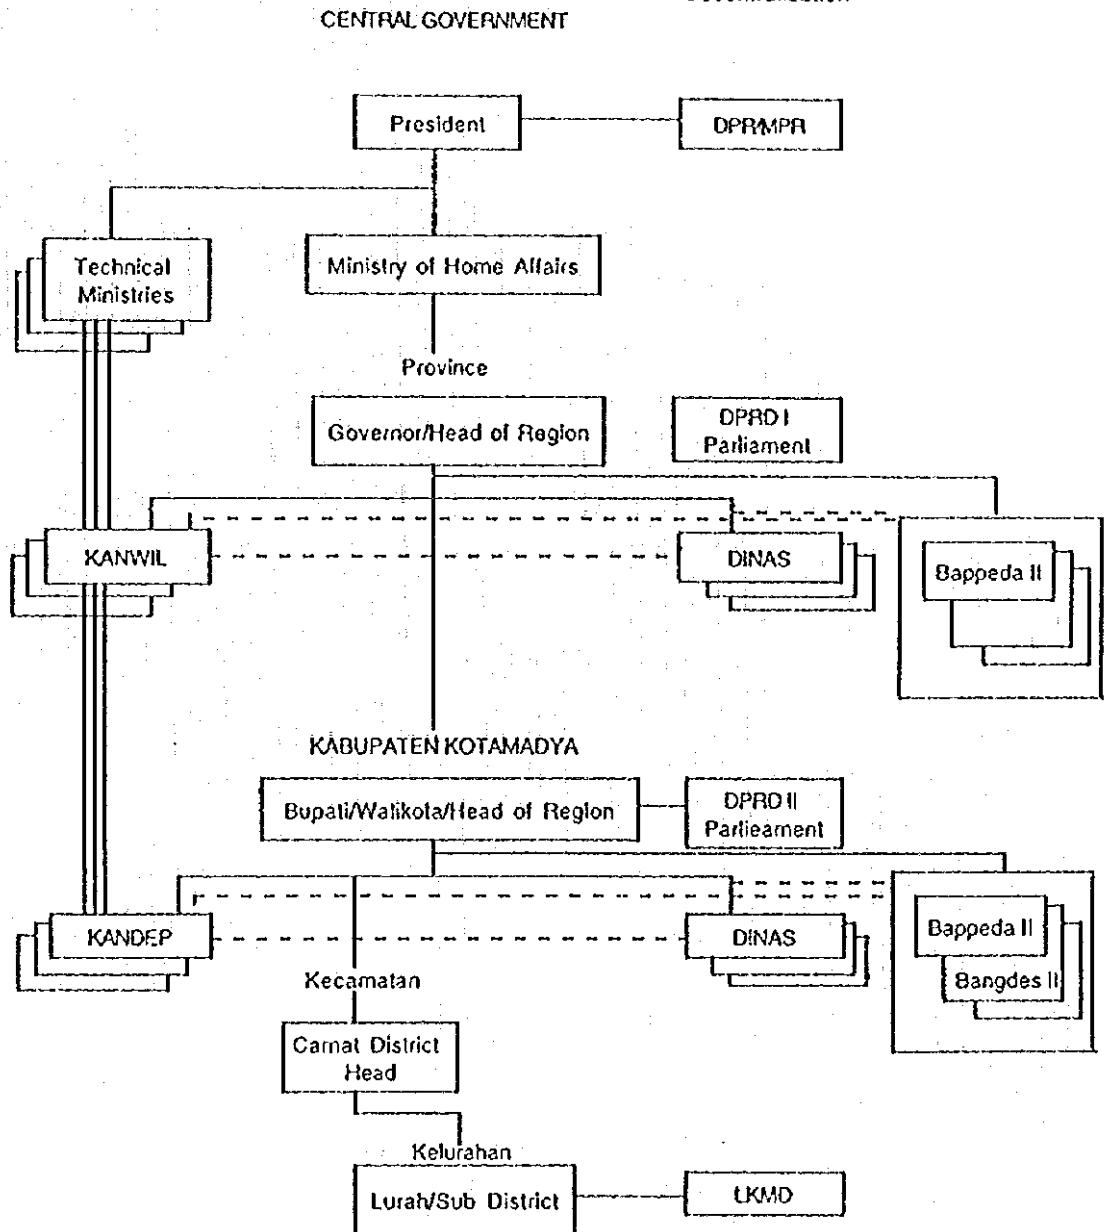 CENTRAL GOVERNMENT
President
DPR/MPR
Technical
Ministries
Ministry of Home Affairs
Province
Governor/Head of Region
DPRD I
Parliament
KANWIL
DINAS
Bappeda II
KABUPATEN KOTAMADYA
Bupati/Walikota/Head of Region
DPRD II
Parlieament
KANDEP
DINAS
Bappeda II
Bangdes II
Kecamatan
Camat District
Head
Kelurahan
Lurah/Sub District
LKMD